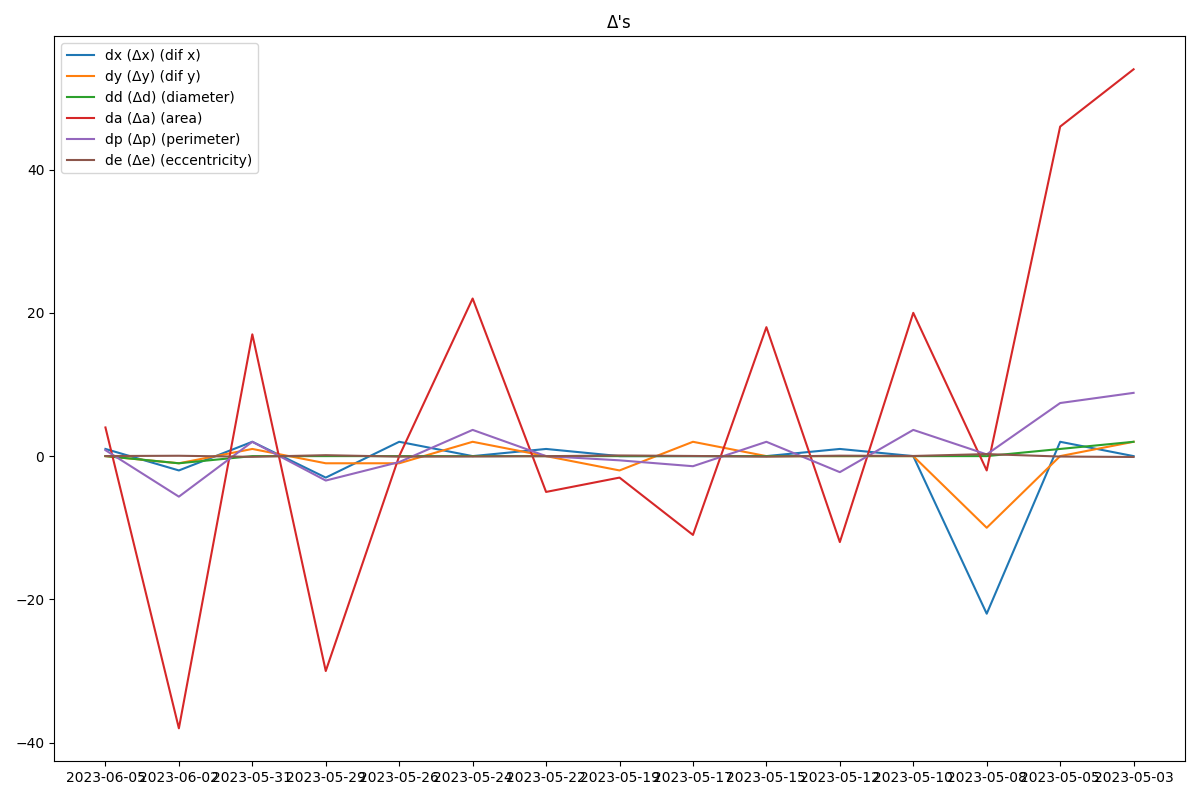 Δ's
dx (Δx) (dif x)
dy (Δy) (dif y)
dd (Δd) (diameter)
da (Δa) (area)
dp (Δp) (perimeter)
de (Δe) (eccentricity)
40
20
0
−20
−40
2023-06-05 2023-06-02 2023-05-31 2023-05-29 2023-05-26 2023-05-24 2023-05-22 2023-05-19 2023-05-17 2023-05-15 2023-05-12 2023-05-10 2023-05-08 2023-05-05 2023-05-03